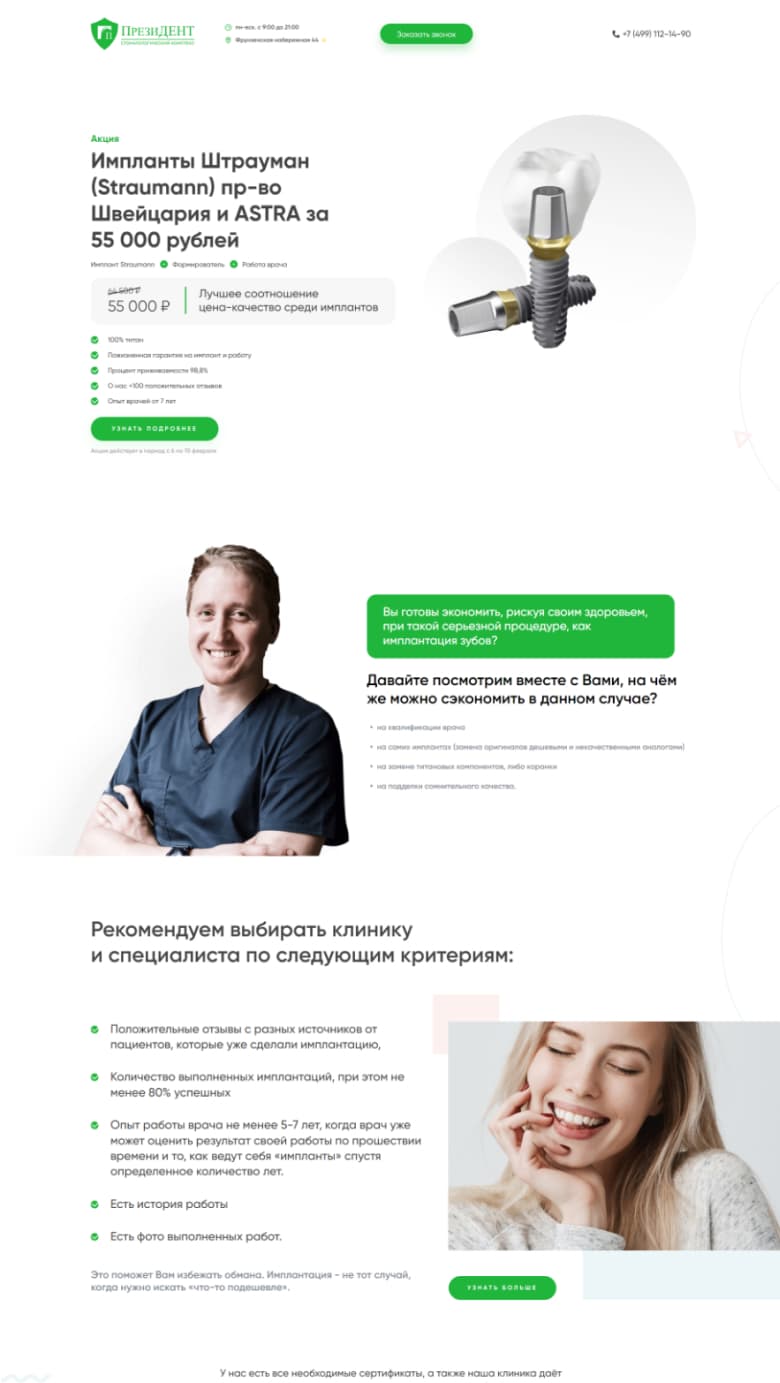 ПРЕЗИДЕНТ
СТОМАТОЛОГИЧЕСКИЙ КОМПЛЕКС
пн-вск. с 9:00 до 21:00
Фрунзенская набережная 44
Заказать звонок
+7 (499) 112-14-90
Акция
Импланты Штрауман
(Straumann) пр-во
Швейцария и ASTRA за
55 000 рублей
Имплант Straumann + Формирователь + Работа врача
64 500 ₽
55 000 ₽
Лучшее соотношение
цена-качество среди имплантов
100% титан
Пожизненная гарантия на имплант и работу
Процент приживаемости 98,8%
О нас +100 положительных отзывов
Опыт врачей от 7 лет
УЗНАТЬ ПОДРОБНЕЕ
Акция действует в период с 6 по 10 февраля
Вы готовы экономить, рискуя своим здоровьем,
при такой серьезной процедуре, как
имплантация зубов?
Давайте посмотрим вместе с Вами, на чём
же можно сэкономить в данном случае?
• на квалификации врача
• на самих имплантах (замена оригиналов дешевыми и некачественными аналогами)
• на замене титановых компонентов, либо коронки
• на подделки сомнительного качества.
Рекомендуем выбирать клинику
и специалиста по следующим критериям:
Положительные отзывы с разных источников от
пациентов, которые уже сделали имплантацию,
Количество выполненных имплантаций, при этом не
менее 80% успешных
Опыт работы врача не менее 5-7 лет, когда врач уже
может оценить результат своей работы по прошествии
времени и то, как ведут себя «импланты» спустя
определенное количество лет.
Есть история работы
Есть фото выполненных работ.
Это поможет Вам избежать обмана. Имплантация - не тот случай,
когда нужно искать «что-то подешевле».
УЗНАТЬ БОЛЬШЕ
У нас есть все необходимые сертификаты, а также наша клиника даёт